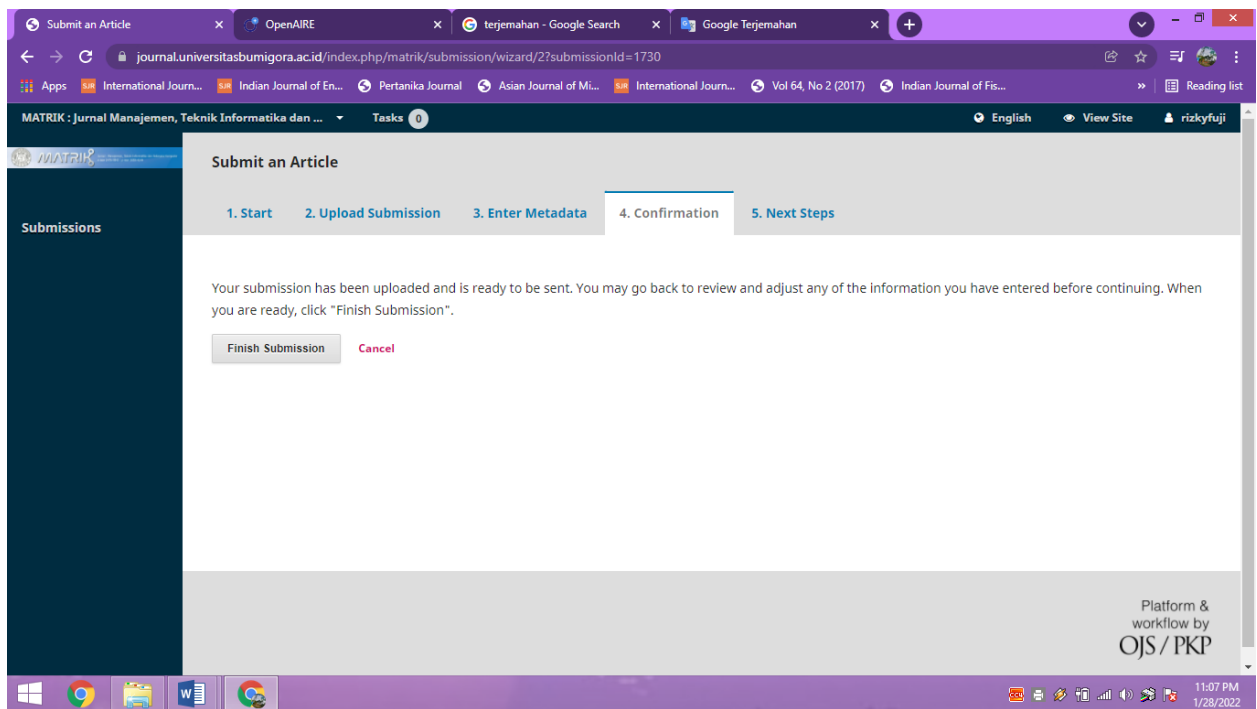 Submit an Article
OpenAIRE
terjemahan - Google Search
Google Terjemahan
journal.universitasbumigora.ac.id/index.php/matrik/submission/wizard/2?submissionId=1730
Apps
SJR International Journ...
SJR Indian Journal of En...
Pertanika Journal
Asian Journal of Mi...
SJR International Journ...
Vol 64, No 2 (2017)
Indian Journal of Fis...
»
Reading list
MATRIK : Jurnal Manajemen, Teknik Informatika dan ...
Tasks 0
English
View Site
rizkyfuji
MATRIK
Submissions
Submit an Article
1. Start
2. Upload Submission
3. Enter Metadata
4. Confirmation
5. Next Steps
Your submission has been uploaded and is ready to be sent. You may go back to review and adjust any of the information you have entered before continuing. When
you are ready, click "Finish Submission".
Finish Submission
Cancel
Platform &
workflow by
OJS / PKP
11:07 PM
1/28/2022